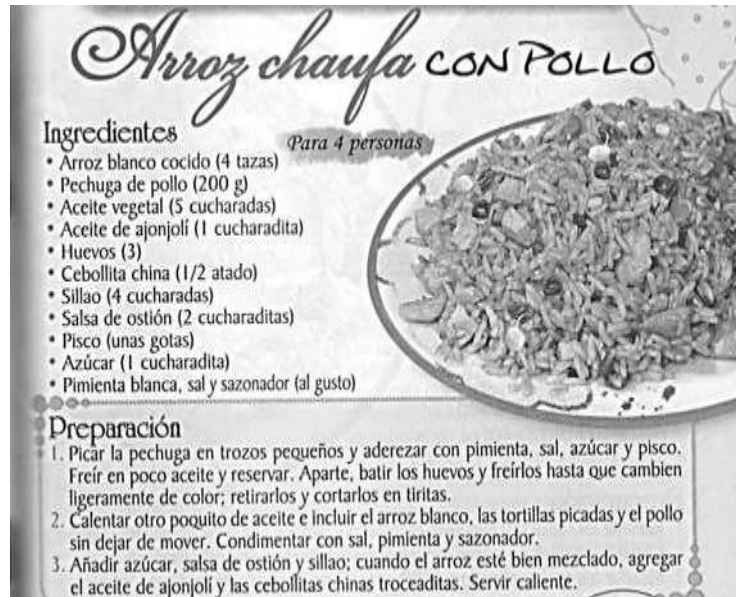 Arroz chaufa CON POLLO
Ingredientes
Para 4 personas
• Arroz blanco cocido (4 tazas)
• Pechuga de pollo (200 g)
• Aceite vegetal (5 cucharadas)
• Aceite de ajonjolí (1 cucharadita)
• Huevos (3)
• Cebollita china (1/2 atado)
• Sillao (4 cucharadas)
• Salsa de ostión (2 cucharaditas)
• Pisco (unas gotas)
• Azúcar (1 cucharadita)
• Pimienta blanca, sal y sazonador (al gusto)
Preparación
1. Picar la pechuga en trozos pequeños y aderezar con pimienta, sal, azúcar y pisco.
Freír en poco aceite y reservar. Aparte, batir los huevos y freírlos hasta que cambien
ligeramente de color; retirarlos y cortarlos en tiritas.
2. Calentar otro poquito de aceite e incluir el arroz blanco, las tortillas picadas y el pollo
sin dejar de mover. Condimentar con sal, pimienta y sazonador.
3. Añadir azúcar, salsa de ostión y sillao; cuando el arroz esté bien mezclado, agregar
el aceite de ajonjolí y las cebollitas chinas troceaditas. Servir caliente.